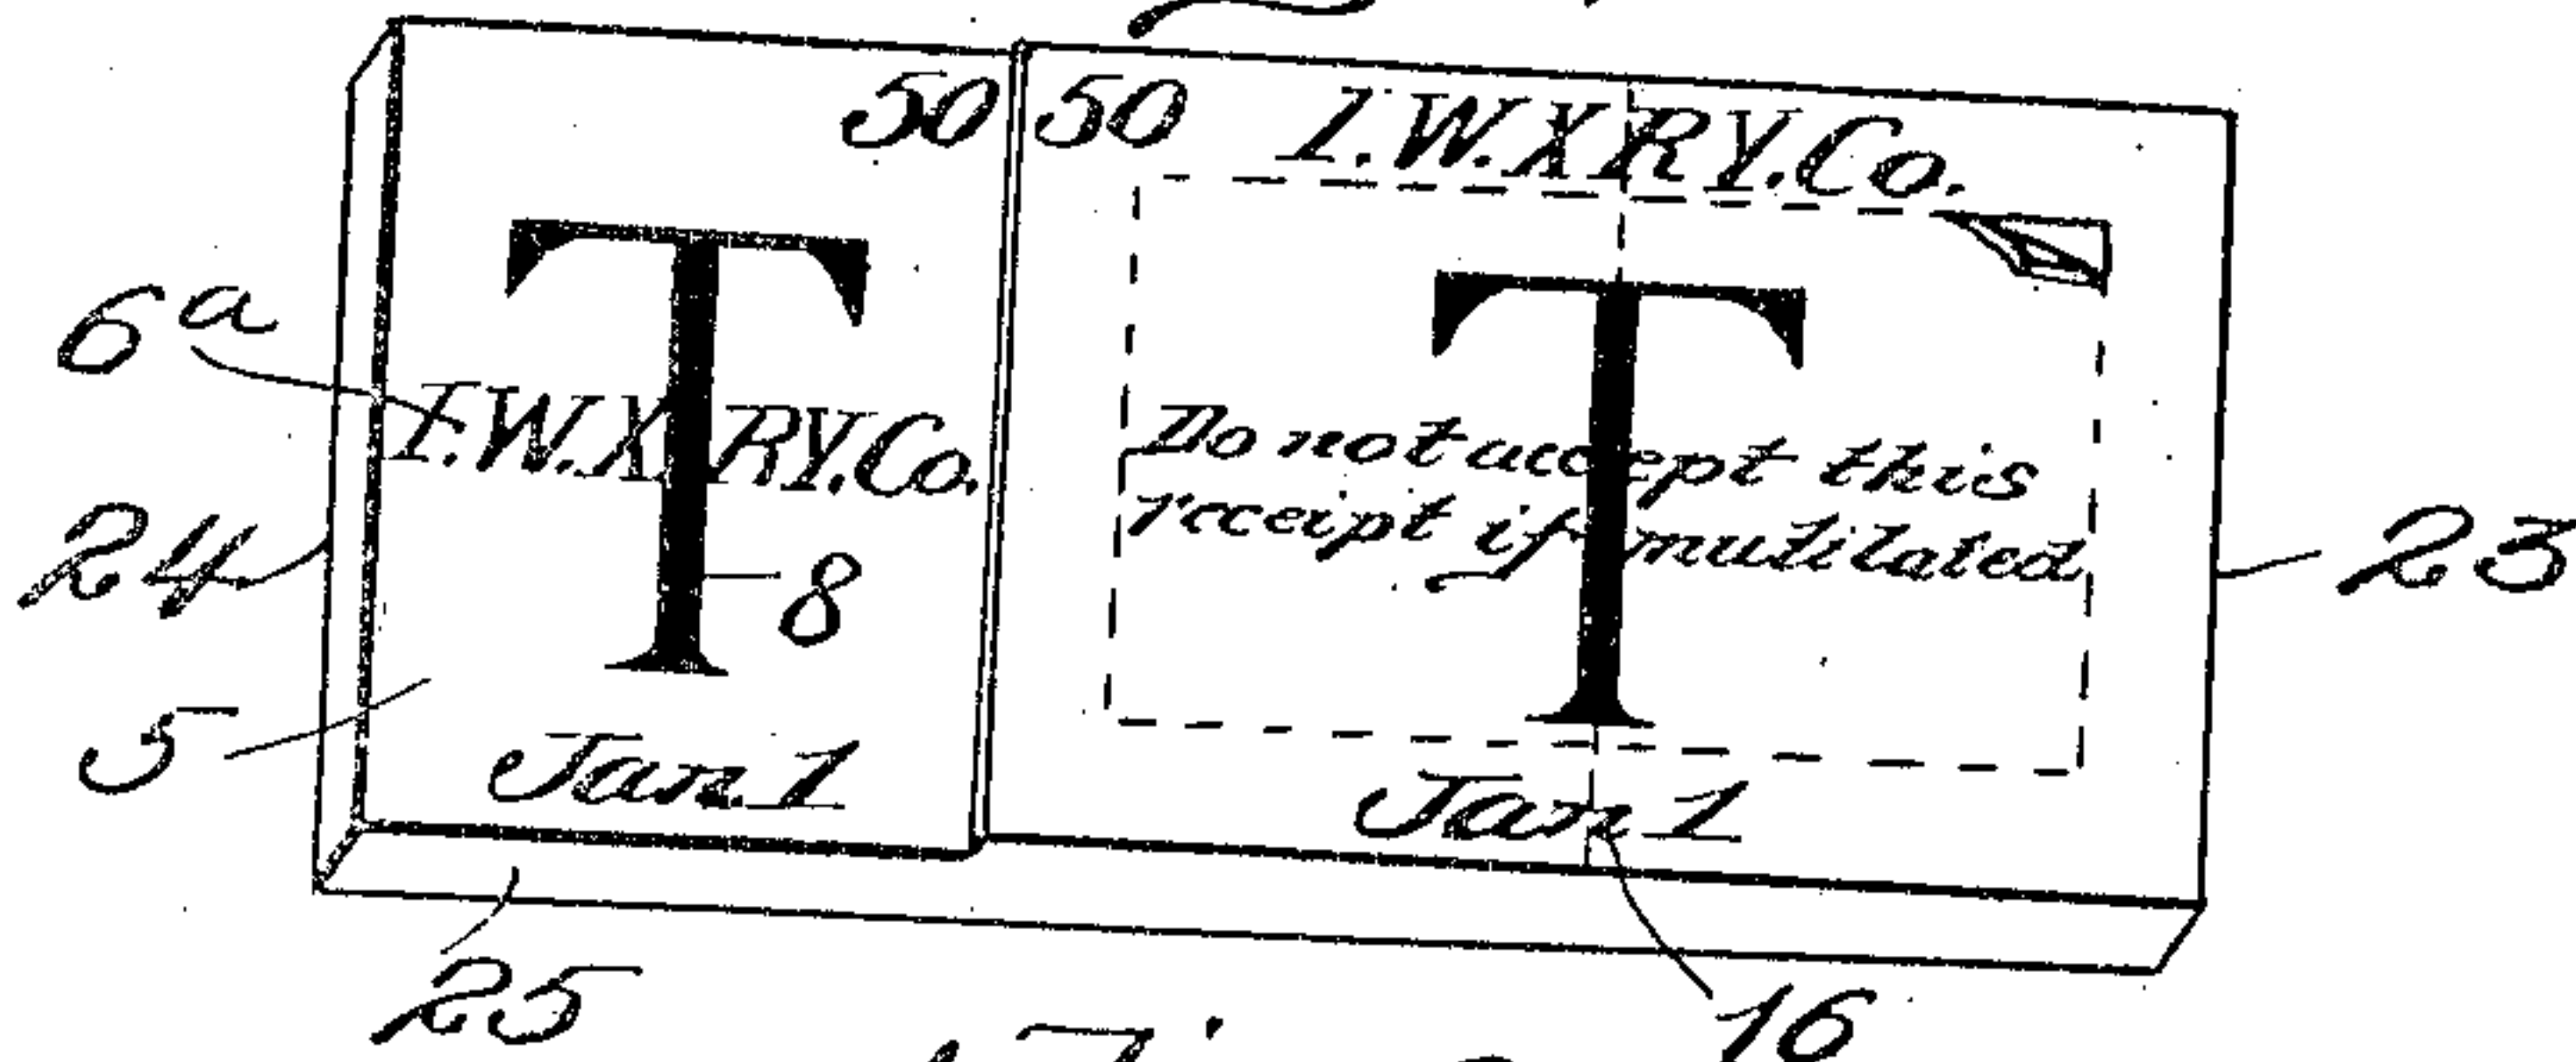 50 50 I.W.X RY.Co.
T
T
6a
I.W.X RY.Co.
Do not accept this
receipt if mutilated
24
23
8
5
Jan.1
Jan 1
25
16